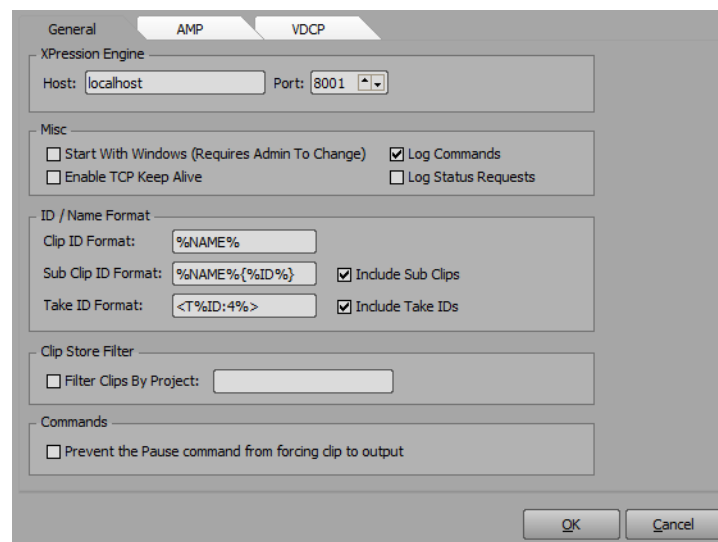 General AMP VDCP
XPression Engine
Host: localhost Port: 8001
Misc
Start With Windows (Requires Admin To Change) Log Commands
Enable TCP Keep Alive Log Status Requests
ID / Name Format
Clip ID Format: %NAME%
Sub Clip ID Format: %NAME%{%ID%} Include Sub Clips
Take ID Format: <T%ID:4%> Include Take IDs
Clip Store Filter
Filter Clips By Project:
Commands
Prevent the Pause command from forcing clip to output
OK Cancel